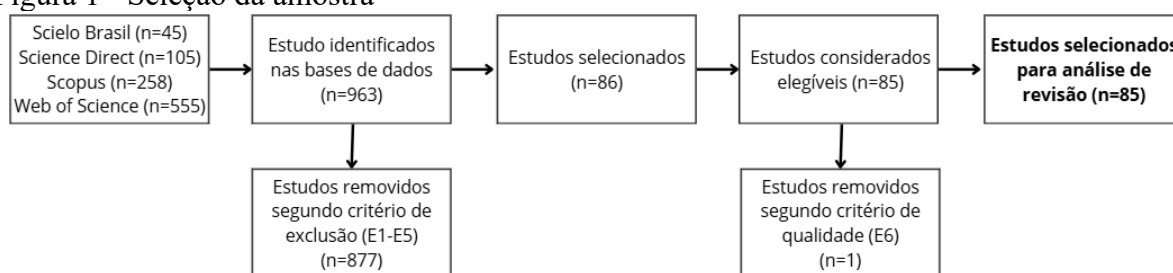 Figura 1 - Seleção da amostra
Scielo Brasil (n=45)
Science Direct (n=105)
Scopus (n=258)
Web of Science (n=555)
Estudo identificados
nas bases de dados
(n=963)
Estudos selecionados
(n=86)
Estudos considerados
elegíveis (n=85)
Estudos selecionados
para análise de
revisão (n=85)
Estudos removidos
segundo critério de
exclusão (E1-E5)
(n=877)
Estudos removidos
segundo critério de
qualidade (E6)
(n=1)